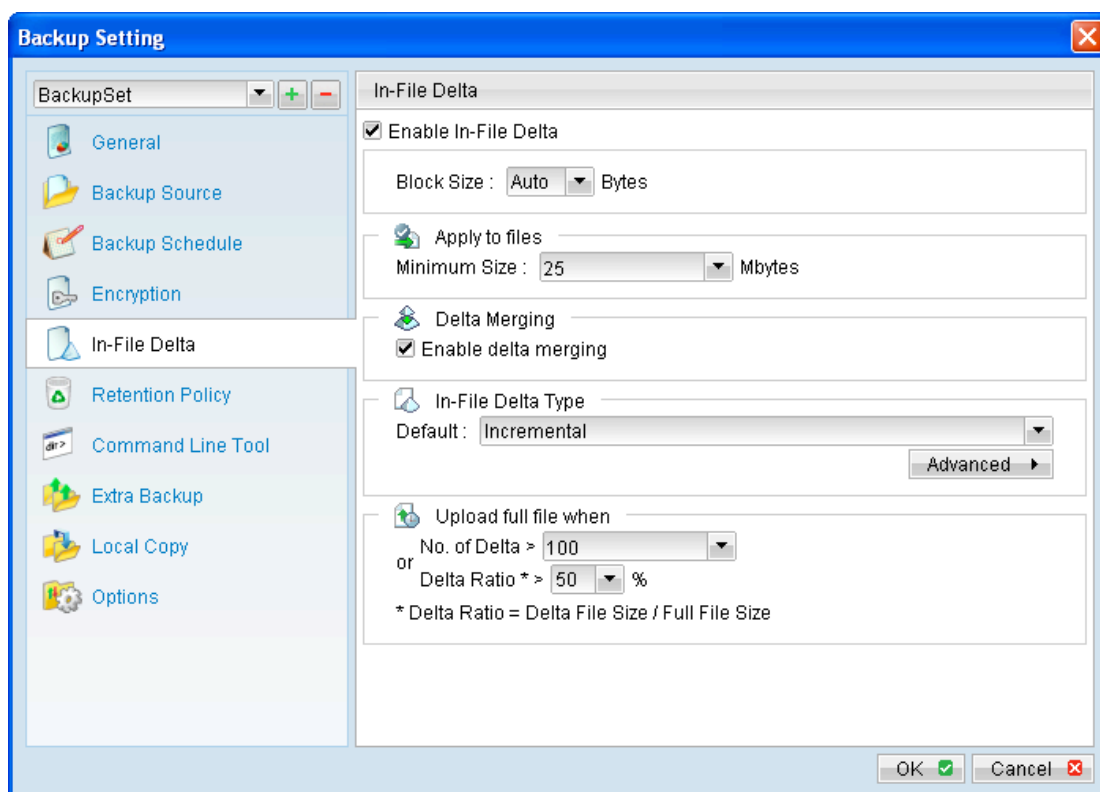 Backup Setting
BackupSet
General
Backup Source
Backup Schedule
Encryption
In-File Delta
Retention Policy
dir>
Command Line Tool
Extra Backup
Local Copy
Options
In-File Delta
Enable In-File Delta
Block Size : Auto Bytes
Apply to files
Minimum Size : 25 Mbytes
Delta Merging
Enable delta merging
In-File Delta Type
Default : Incremental
Advanced
Upload full file when
No. of Delta > 100
or
Delta Ratio * > 50 %
* Delta Ratio = Delta File Size / Full File Size
OK
Cancel